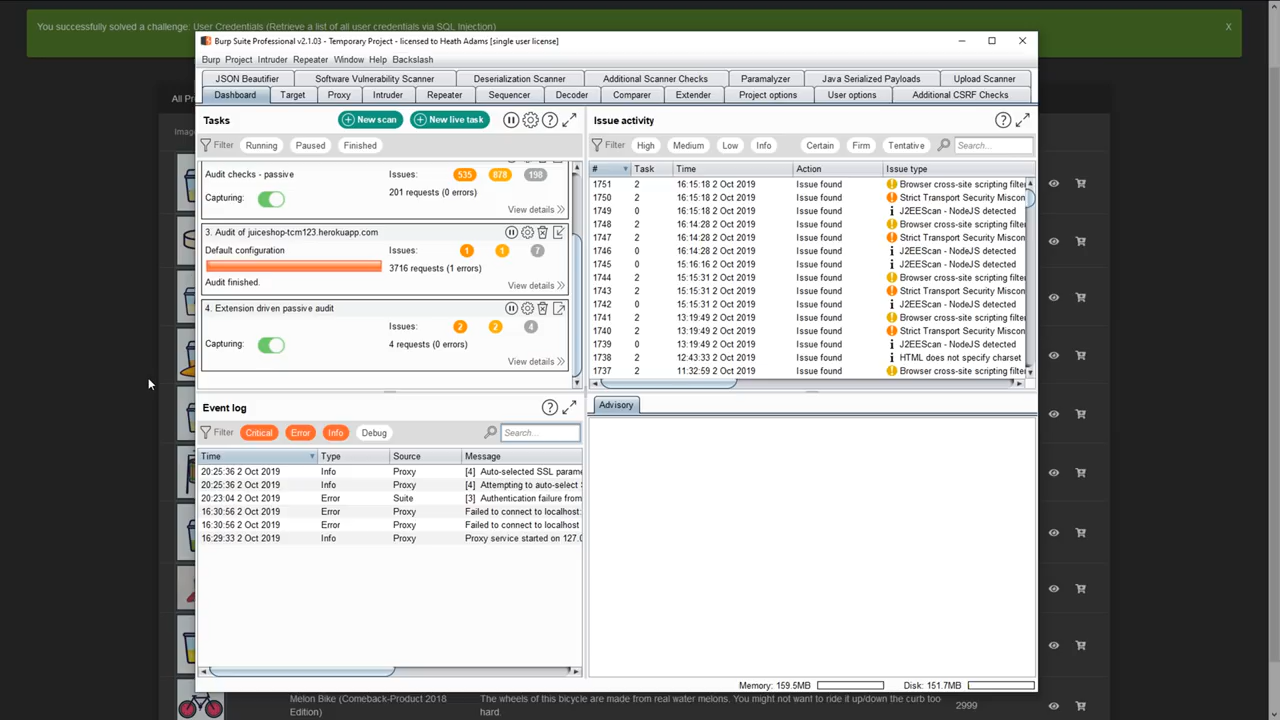 You successfully solved a challenge: User Credentials (Retrieve a list of all user credentials via SQL Injection)
X
Burp Suite Professional v2.1.03 - Temporary Project - licensed to Heath Adams [single user license]
Burp Project Intruder Repeater Window Help Backslash
JSON Beautifier Software Vulnerability Scanner Deserialization Scanner Additional Scanner Checks Paramalyzer Java Serialized Payloads Upload Scanner
Dashboard Target Proxy Intruder Repeater Sequencer Decoder Comparer Extender Project options User options Additional CSRF Checks
All Pr
Imag
Tasks
New scan
New live task
Filter Running Paused Finished
Audit checks - passive
Issues: 535 878 198
201 requests (0 errors)
Capturing:
View details
3. Audit of juiceshop-tcm123.herokuapp.com
Default configuration
Issues: 1 1 7
3716 requests (1 errors)
Audit finished.
View details
4. Extension driven passive audit
Issues: 2 2 4
Capturing:
4 requests (0 errors)
View details
Issue activity
Filter High Medium Low Info Certain Firm Tentative Search...
# Task Time Action Issue type
1751 2 16:15:18 2 Oct 2019 Issue found Browser cross-site scripting filte
1750 2 16:15:18 2 Oct 2019 Issue found Strict Transport Security Miscon
1749 0 16:15:18 2 Oct 2019 Issue found J2EEScan - NodeJS detected
1748 2 16:14:28 2 Oct 2019 Issue found Browser cross-site scripting filte
1747 2 16:14:28 2 Oct 2019 Issue found Strict Transport Security Miscon
1746 0 16:14:28 2 Oct 2019 Issue found J2EEScan - NodeJS detected
1745 0 15:16:16 2 Oct 2019 Issue found J2EEScan - NodeJS detected
1744 2 15:15:31 2 Oct 2019 Issue found Browser cross-site scripting filte
1743 2 15:15:31 2 Oct 2019 Issue found Strict Transport Security Miscon
1742 0 15:15:31 2 Oct 2019 Issue found J2EEScan - NodeJS detected
1741 2 13:19:49 2 Oct 2019 Issue found Browser cross-site scripting filte
1740 2 13:19:49 2 Oct 2019 Issue found Strict Transport Security Miscon
1739 0 13:19:49 2 Oct 2019 Issue found J2EEScan - NodeJS detected
1738 2 12:43:33 2 Oct 2019 Issue found HTML does not specify charset
1737 2 11:32:59 2 Oct 2019 Issue found Browser cross-site scripting filte
Event log
Filter Critical Error Info Debug Search...
Time Type Source Message
20:25:36 2 Oct 2019 Info Proxy [4] Auto-selected SSL parame
20:25:36 2 Oct 2019 Info Proxy [4] Attempting to auto-select
20:23:04 2 Oct 2019 Error Suite [3] Authentication failure from
16:30:56 2 Oct 2019 Error Proxy Failed to connect to localhost:
16:30:56 2 Oct 2019 Error Proxy Failed to connect to localhost
16:29:33 2 Oct 2019 Info Proxy Proxy service started on 127.0
Advisory
Memory: 159.5MB Disk: 151.7MB
Melon Bike (Comeback-Product 2018
Edition)
The wheels of this bicycle are made from real water melons. You might not want to ride it up/down the curb too
hard.
2999